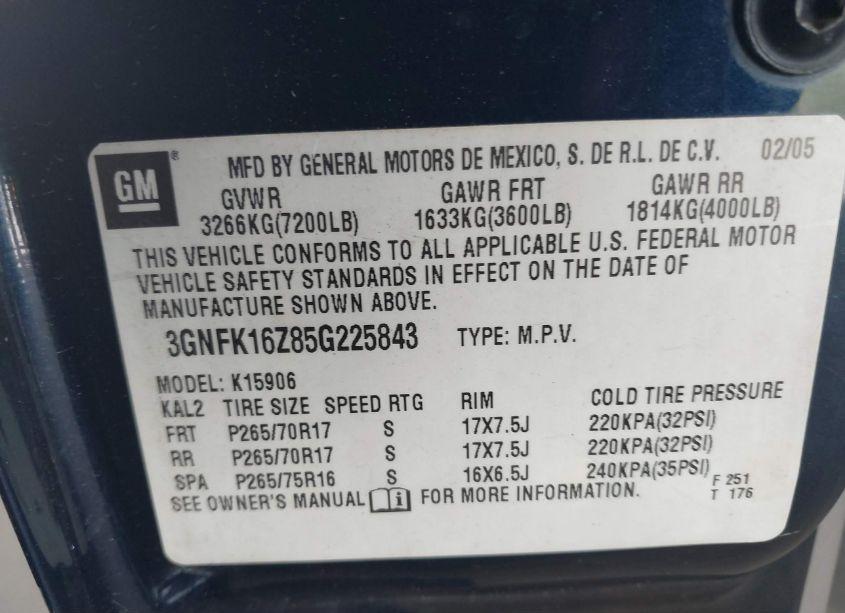 GM ® MFD BY GENERAL MOTORS DE MEXICO, S. DE R.L. DE C.V. 02/05
GVWR GAWR FRT GAWR RR
3266KG(7200LB) 1633KG(3600LB) 1814KG(4000LB)
THIS VEHICLE CONFORMS TO ALL APPLICABLE U.S. FEDERAL MOTOR
VEHICLE SAFETY STANDARDS IN EFFECT ON THE DATE OF
MANUFACTURE SHOWN ABOVE.
3GNFK16Z85G225843 TYPE: M.P.V.
MODEL: K15906
KAL2 TIRE SIZE SPEED RTG RIM COLD TIRE PRESSURE
FRT P265/70R17 S 17X7.5J 220KPA(32PSI)
RR P265/70R17 S 17X7.5J 220KPA(32PSI)
SPA P265/75R16 S 16X6.5J 240KPA(35PSI)
SEE OWNER'S MANUAL i FOR MORE INFORMATION.
F 251
T 176